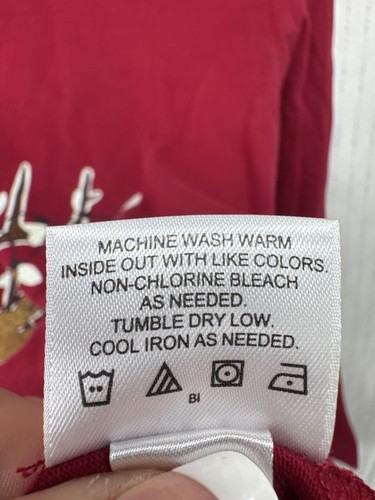 MACHINE WASH WARM
INSIDE OUT WITH LIKE COLORS.
NON-CHLORINE BLEACH
AS NEEDED.
TUMBLE DRY LOW.
COOL IRON AS NEEDED.
BI